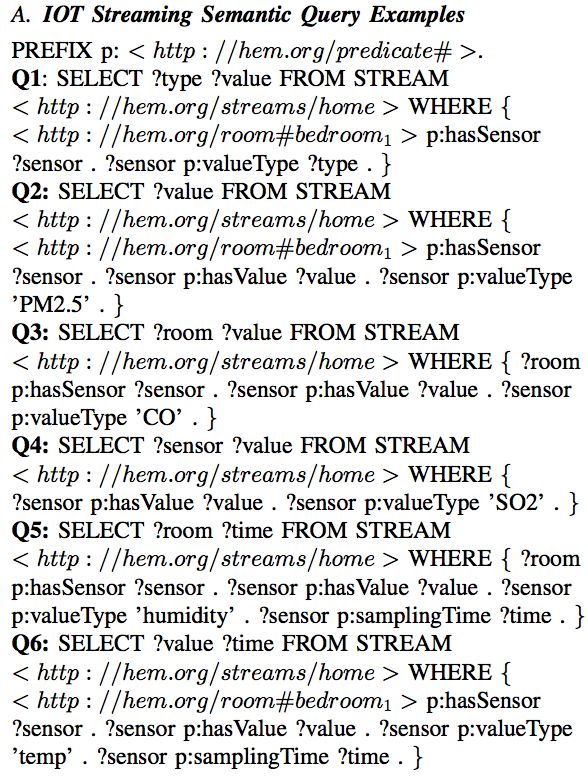 A. IOT Streaming Semantic Query Examples
PREFIX p: < http : //hem.org/predicate# >.
Q1: SELECT ?type ?value FROM STREAM
< http : //hem.org/streams/home > WHERE {
< http : //hem.org/room#bedroom₁ > p:hasSensor
?sensor . ?sensor p:valueType ?type . }
Q2: SELECT ?value FROM STREAM
< http : //hem.org/streams/home > WHERE {
< http : //hem.org/room#bedroom₁ > p:hasSensor
?sensor . ?sensor p:hasValue ?value . ?sensor p:valueType
’PM2.5’ . }
Q3: SELECT ?room ?value FROM STREAM
< http : //hem.org/streams/home > WHERE { ?room
p:hasSensor ?sensor . ?sensor p:hasValue ?value . ?sensor
p:valueType ’CO’ . }
Q4: SELECT ?sensor ?value FROM STREAM
< http : //hem.org/streams/home > WHERE {
?sensor p:hasValue ?value . ?sensor p:valueType ’SO2’ . }
Q5: SELECT ?room ?time FROM STREAM
< http : //hem.org/streams/home > WHERE { ?room
p:hasSensor ?sensor . ?sensor p:hasValue ?value . ?sensor
p:valueType ’humidity’ . ?sensor p:samplingTime ?time . }
Q6: SELECT ?value ?time FROM STREAM
< http : //hem.org/streams/home > WHERE {
< http : //hem.org/room#bedroom₁ > p:hasSensor
?sensor . ?sensor p:hasValue ?value . ?sensor p:valueType
’temp’ . ?sensor p:samplingTime ?time . }